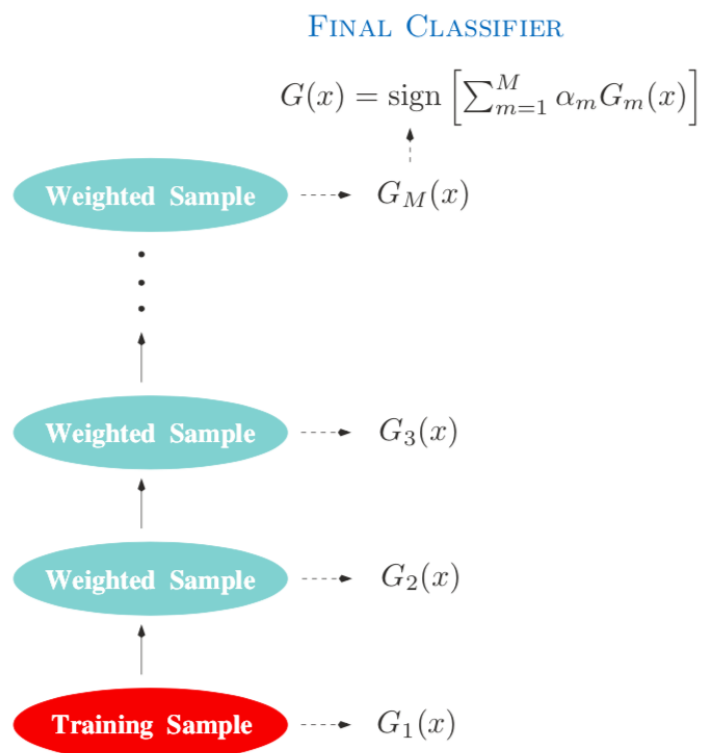 FINAL CLASSIFIER
G(x) = sign [∑_{m=1}^{M} α_m G_m(x)]
Weighted Sample G_M(x)
Weighted Sample G_3(x)
Weighted Sample G_2(x)
Training Sample G_1(x)